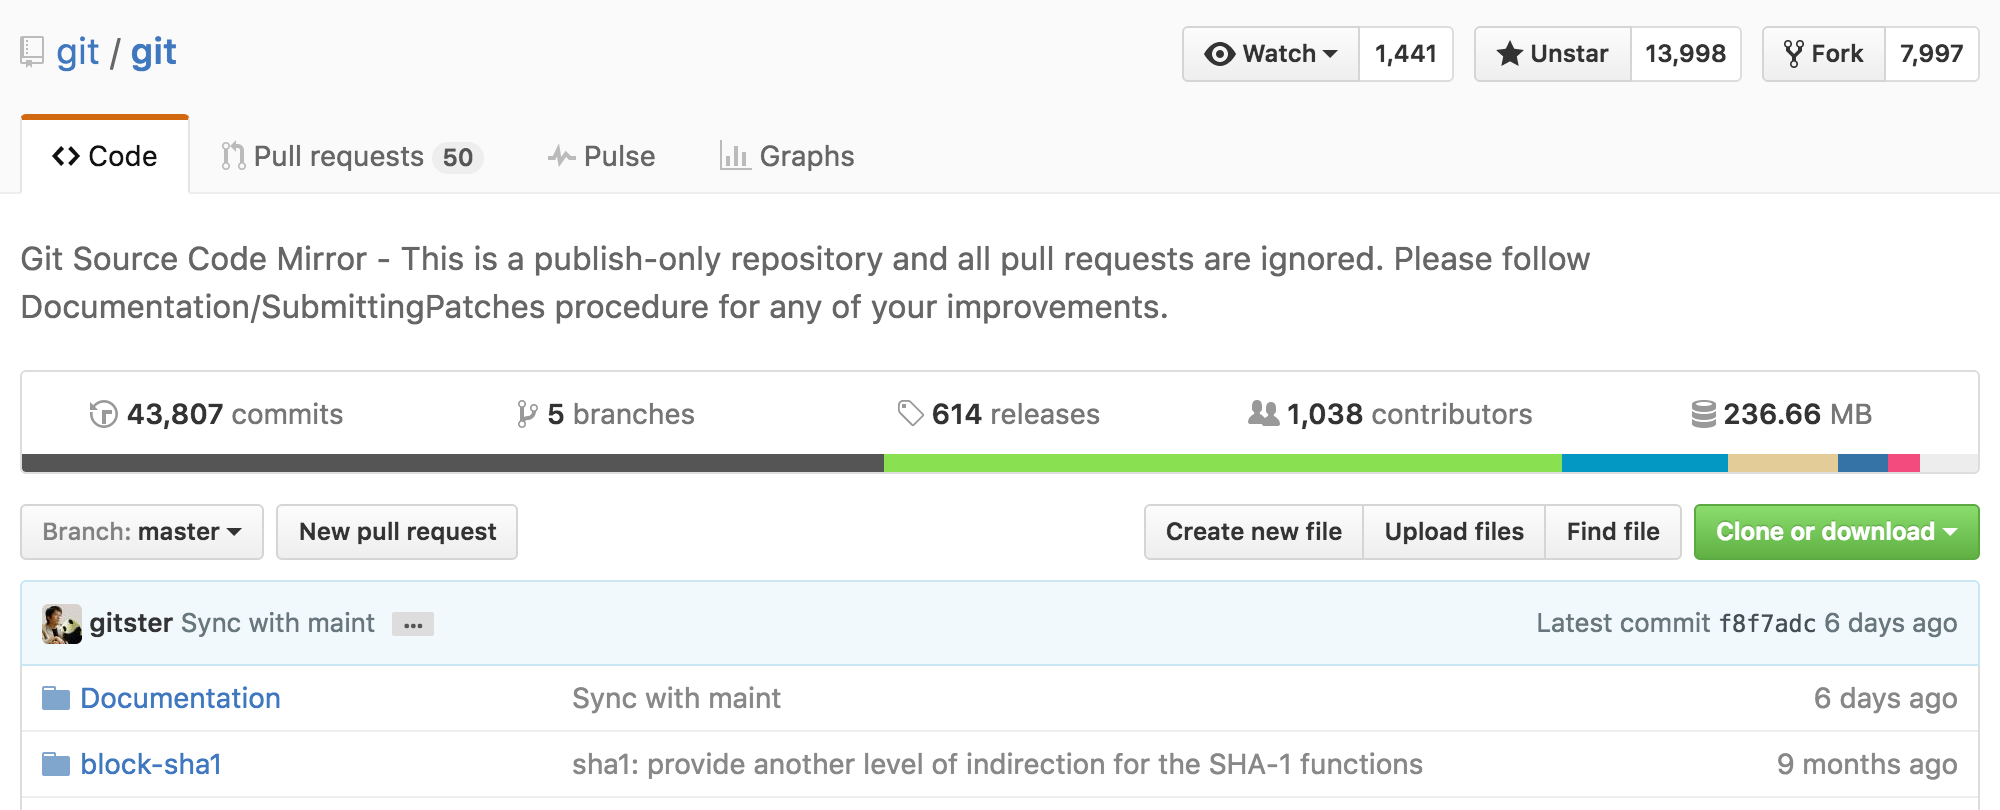 git / git
Watch 1,441 Unstar 13,998 Fork 7,997
Code Pull requests 50 Pulse Graphs
Git Source Code Mirror - This is a publish-only repository and all pull requests are ignored. Please follow
Documentation/SubmittingPatches procedure for any of your improvements.
43,807 commits 5 branches 614 releases 1,038 contributors 236.66 MB
Branch: master New pull request Create new file Upload files Find file Clone or download
gitster Sync with maint … Latest commit f8f7adc 6 days ago
Documentation Sync with maint 6 days ago
block-sha1 sha1: provide another level of indirection for the SHA-1 functions 9 months ago